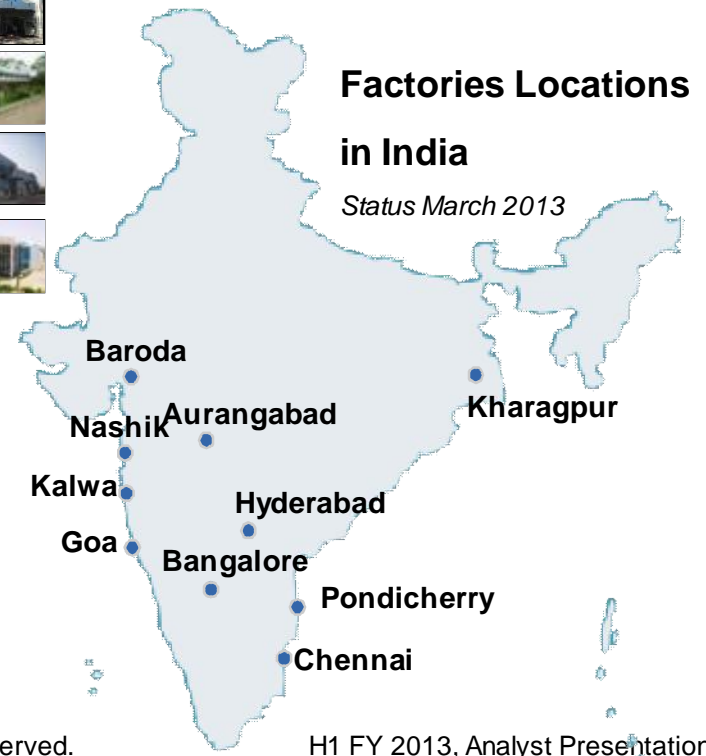 Factories Locations
in India
Status March 2013
Baroda
Kharagpur
Nashik
Aurangabad
Kalwa
Hyderabad
Goa
Bangalore
Pondicherry
Chennai
erved.
H1 FY 2013, Analyst Presentation